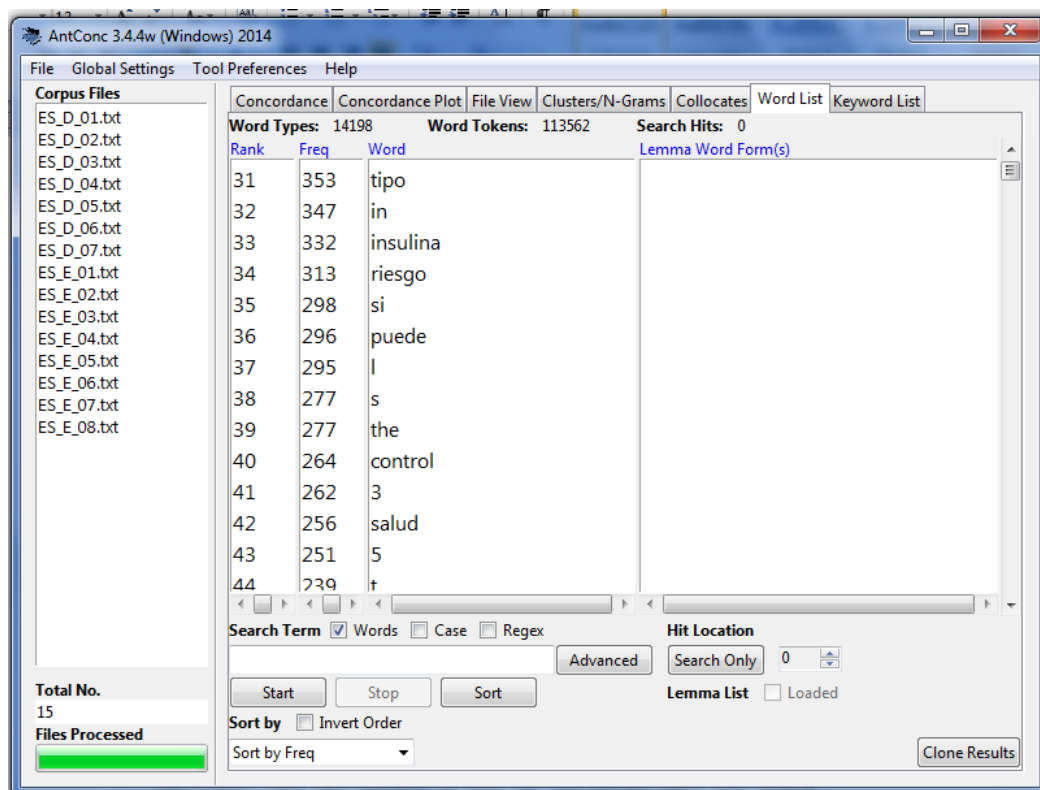 AntConc 3.4.4w (Windows) 2014
File Global Settings Tool Preferences Help
Corpus Files
ES_D_01.txt
ES_D_02.txt
ES_D_03.txt
ES_D_04.txt
ES_D_05.txt
ES_D_06.txt
ES_D_07.txt
ES_E_01.txt
ES_E_02.txt
ES_E_03.txt
ES_E_04.txt
ES_E_05.txt
ES_E_06.txt
ES_E_07.txt
ES_E_08.txt
Total No.
15
Files Processed
Concordance Concordance Plot File View Clusters/N-Grams Collocates Word List Keyword List
Word Types: 14198 Word Tokens: 113562 Search Hits: 0
Rank Freq Word Lemma Word Form(s)
31 353 tipo
32 347 in
33 332 insulina
34 313 riesgo
35 298 si
36 296 puede
37 295 l
38 277 s
39 277 the
40 264 control
41 262 3
42 256 salud
43 251 5
44 239 t
Search Term Words Case Regex Hit Location
Advanced Search Only 0
Start Stop Sort Lemma List Loaded
Sort by Invert Order
Sort by Freq Clone Results